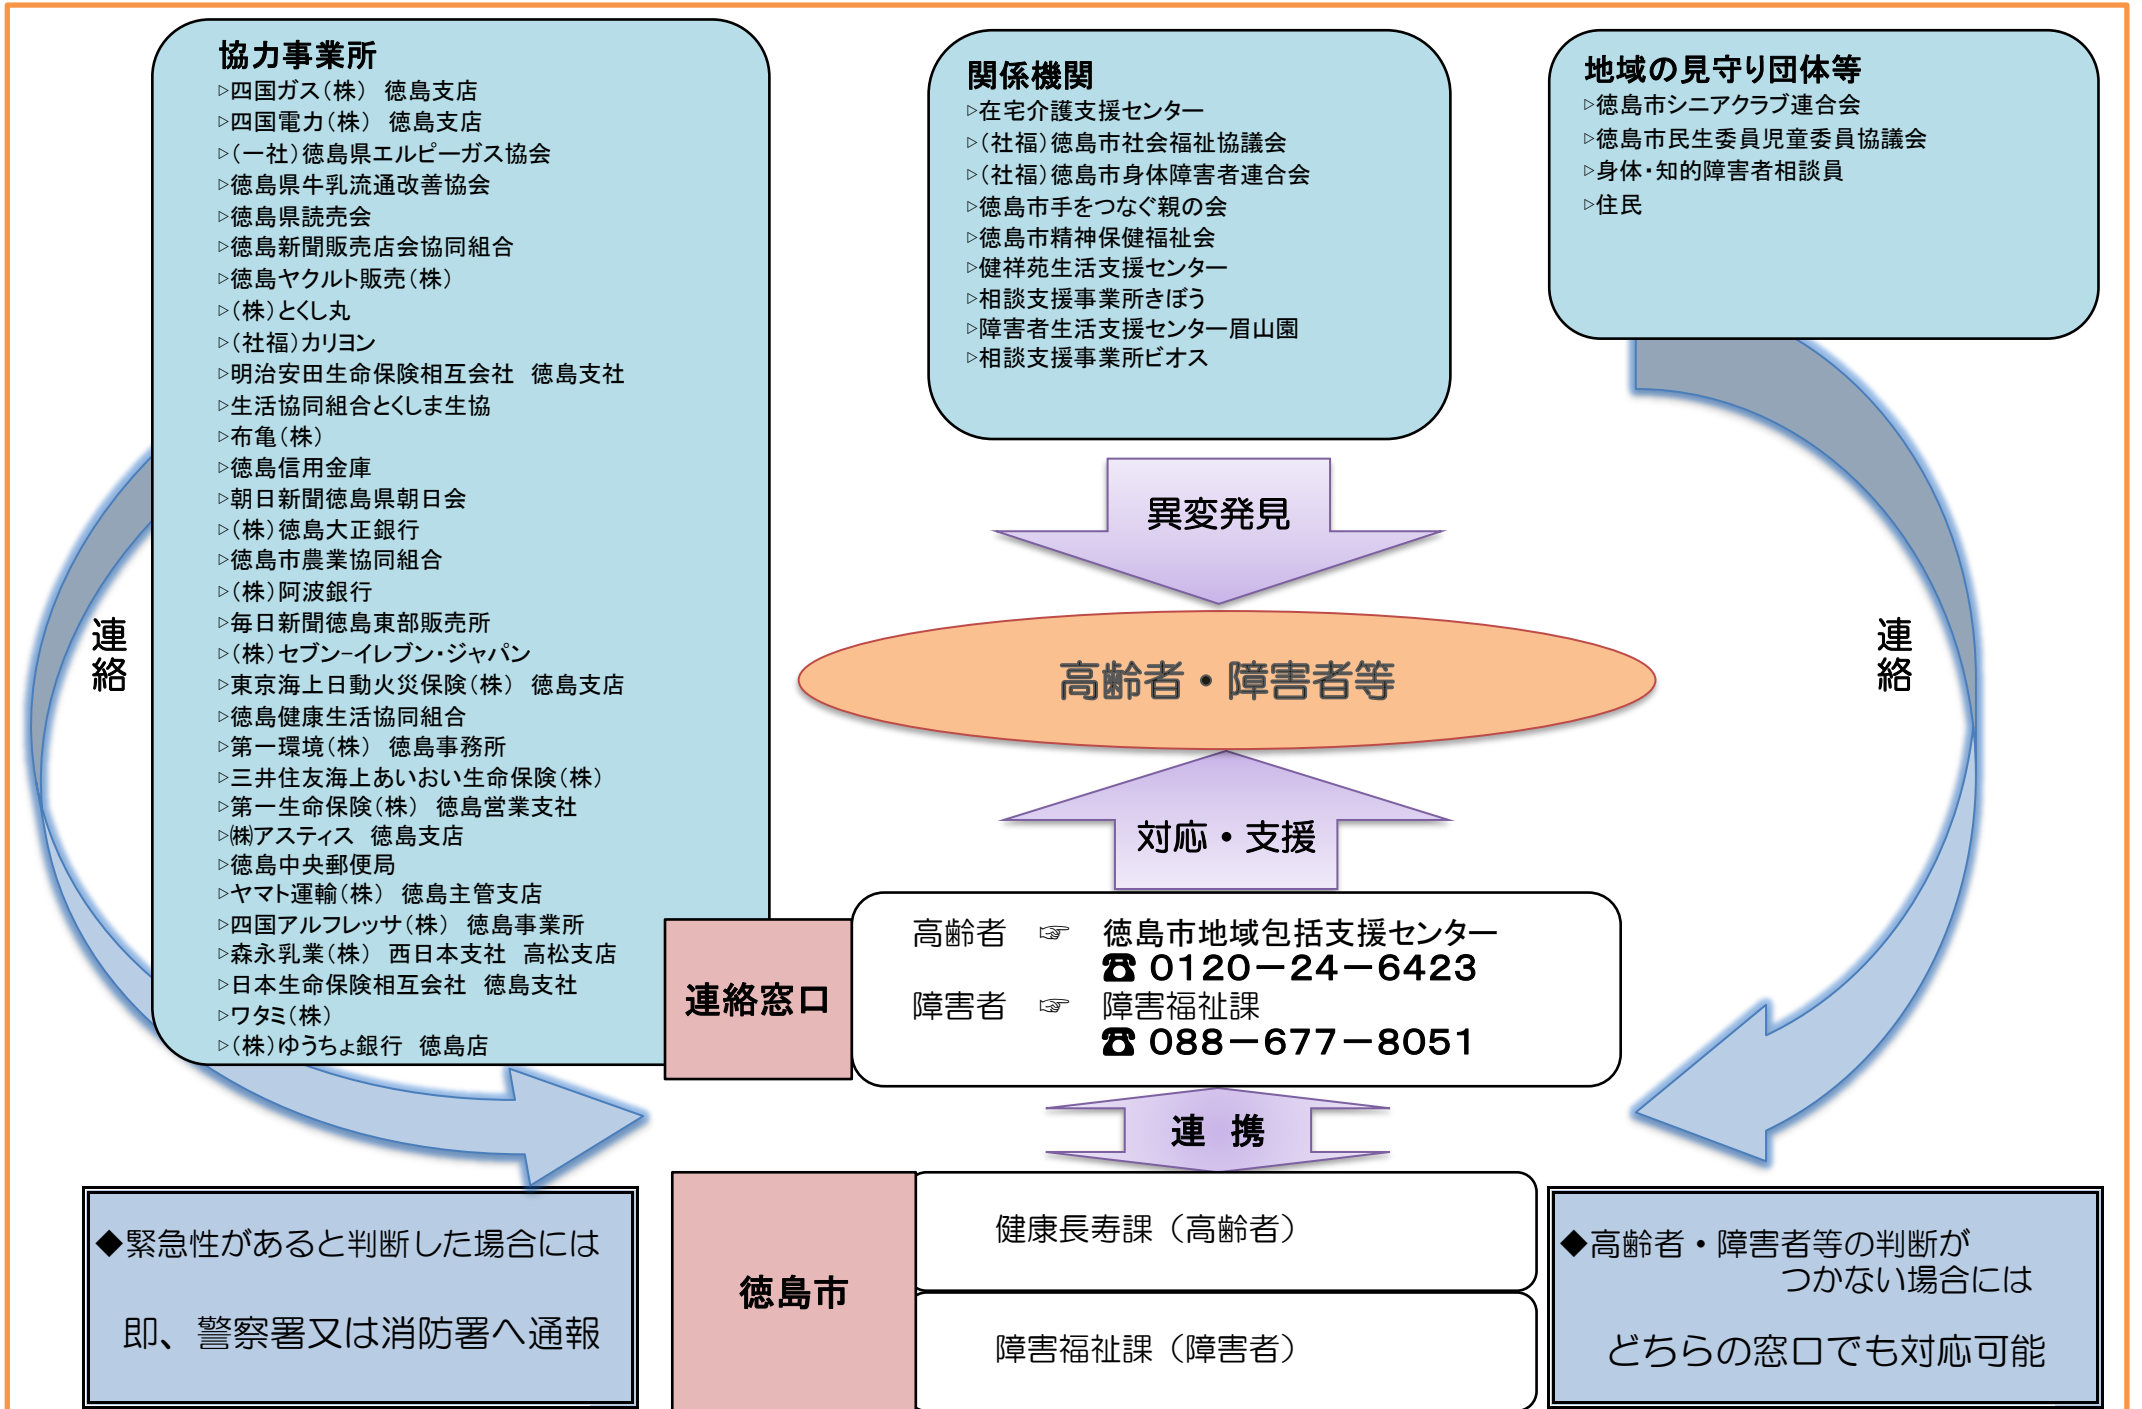 協力事業所
▷四国ガス(株) 徳島支店
▷四国電力(株) 徳島支店
▷(一社)徳島県エルピーガス協会
▷徳島県牛乳流通改善協会
▷徳島県読売会
▷徳島新聞販売店会協同組合
▷徳島ヤクルト販売(株)
▷(株)とくし丸
▷(社福)カリヨン
▷明治安田生命保険相互会社 徳島支社
▷生活協同組合とくしま生協
▷布亀(株)
▷徳島信用金庫
▷朝日新聞徳島県朝日会
▷(株)徳島大正銀行
▷徳島市農業協同組合
▷(株)阿波銀行
▷毎日新聞徳島東部販売所
▷(株)セブン−イレブン・ジャパン
▷東京海上日動火災保険(株) 徳島支店
▷徳島健康生活協同組合
▷第一環境(株) 徳島事務所
▷三井住友海上あいおい生命保険(株)
▷第一生命保険(株) 徳島営業支社
▷㈱アスティス 徳島支店
▷徳島中央郵便局
▷ヤマト運輸(株) 徳島主管支店
▷四国アルフレッサ(株) 徳島事業所
▷森永乳業(株) 西日本支社 高松支店
▷日本生命保険相互会社 徳島支社
▷ワタミ(株)
▷(株)ゆうちょ銀行 徳島店
関係機関
▷在宅介護支援センター
▷(社福)徳島市社会福祉協議会
▷(社福)徳島市身体障害者連合会
▷徳島市手をつなぐ親の会
▷徳島市精神保健福祉会
▷健祥苑生活支援センター
▷相談支援事業所きぼう
▷障害者生活支援センター眉山園
▷相談支援事業所ビオス
地域の見守り団体等
▷徳島市シニアクラブ連合会
▷徳島市民生委員児童委員協議会
▷身体・知的障害者相談員
▷住民
異変発見
連絡
連絡
高齢者・障害者等
対応・支援
連絡窓口
高齢者 ☞ 徳島市地域包括支援センター
☎ 0120−24−6423
障害者 ☞ 障害福祉課
☎ 088−677−8051
連 携
徳島市
健康長寿課（高齢者）
障害福祉課（障害者）
◆緊急性があると判断した場合には
即、警察署又は消防署へ通報
◆高齢者・障害者等の判断が
つかない場合には
どちらの窓口でも対応可能